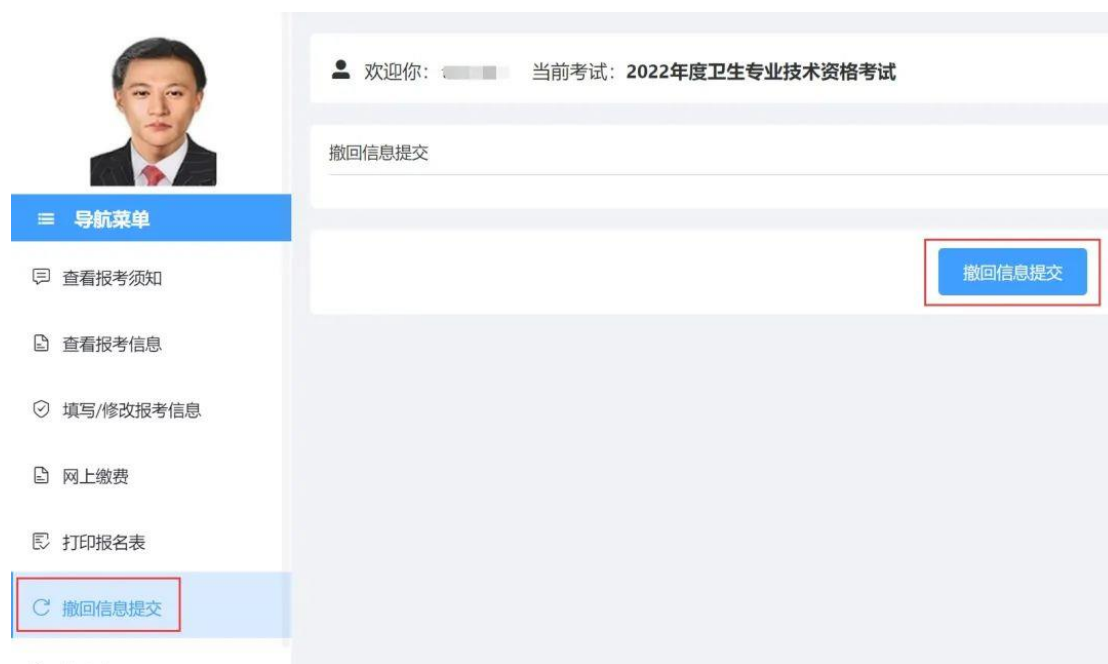 欢迎你： 当前考试：2022年度卫生专业技术资格考试
撤回信息提交
撤回信息提交
导航菜单
查看报考须知
查看报考信息
填写/修改报考信息
网上缴费
打印报名表
撤回信息提交